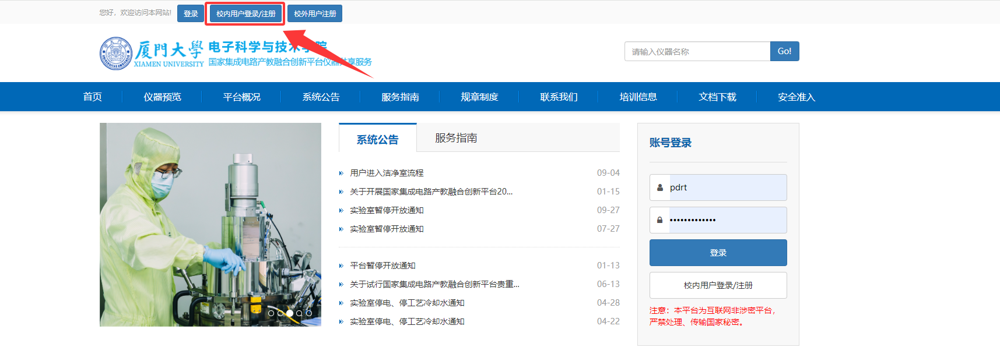 您好，欢迎访问本网站! 登录 校内用户登录/注册 校外用户注册
厦門大學 电子科学与技术学院
XIAMEN UNIVERSITY 国家集成电路产教融合创新平台仪器共享服务
请输入仪器名称 Go!
首页 仪器预览 平台概况 系统公告 服务指南 规章制度 联系我们 培训信息 文档下载 安全准入
系统公告 服务指南
用户进入洁净室流程 09-04
关于开展国家集成电路产教融合创新平台20... 01-15
实验室暂停开放通知 09-27
实验室暂停开放通知 07-27
平台暂停开放通知 01-13
关于试行国家集成电路产教融合创新平台贵重... 06-13
实验室停电、停工艺冷却水通知 04-28
实验室停电、停工艺冷却水通知 04-22
账号登录
pdrt
•••••••••••••
登录
校内用户登录/注册
注意：本平台为互联网非涉密平台，
严禁处理、传输国家秘密。